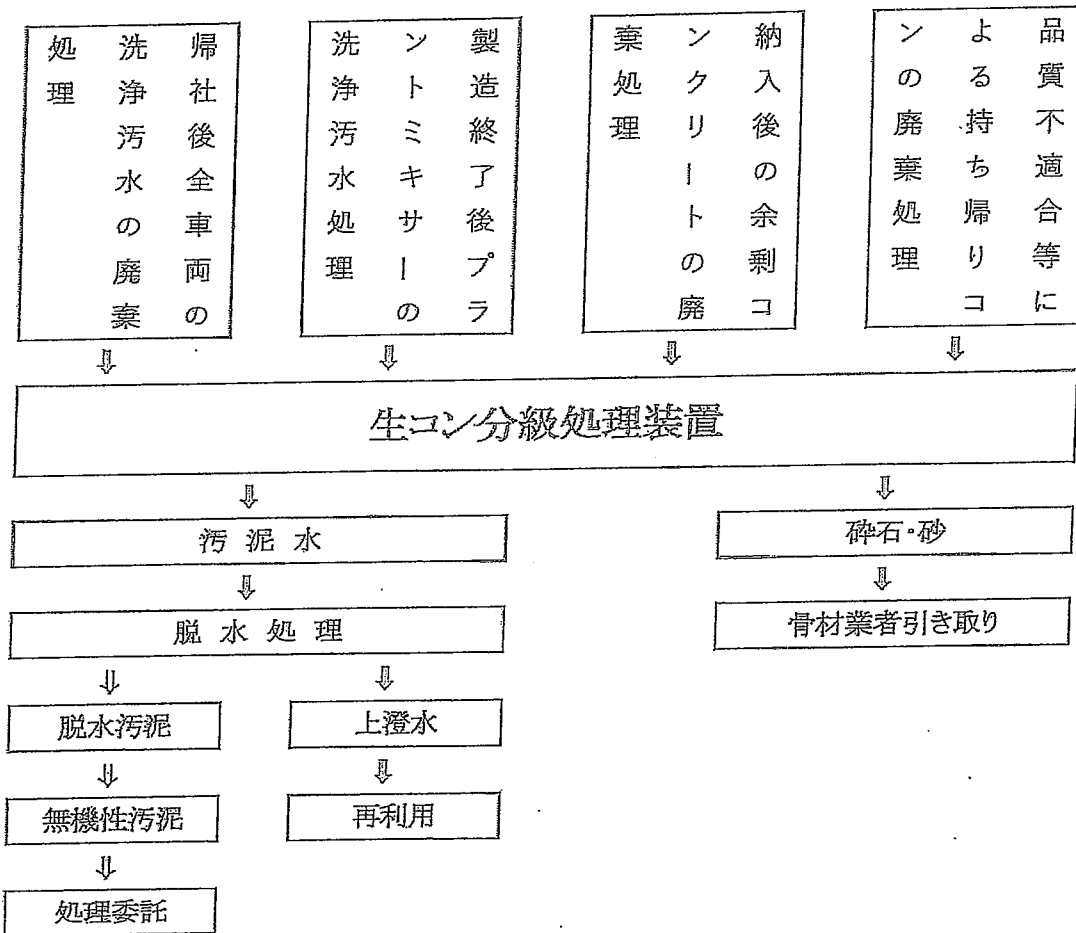 帰社後全車両の
洗浄汚水の廃棄
処理
製造終了後プラ
ントミキサーの
洗浄汚水処理
納入後の余剰コ
ンクリートの廃
棄処理
品質不適合等に
よる持ち帰りコ
ンの廃棄処理
⇩
⇩
⇩
⇩
生コン分級処理装置
⇩
⇩
汚泥水
砕石・砂
⇩
⇩
脱水処理
骨材業者引き取り
⇩
⇩
脱水汚泥
上澄水
⇩
⇩
無機性汚泥
再利用
⇩
処理委託